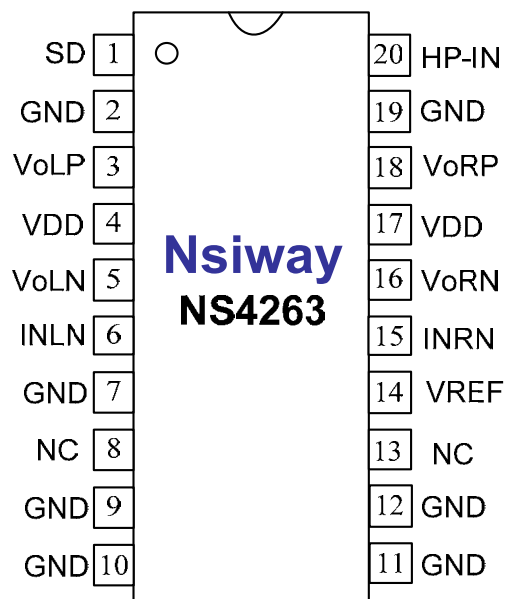 SD 1 20 HP-IN
GND 2 19 GND
VoLP 3 18 VoRP
VDD 4 17 VDD
Nsiway
VoLN 5 16 VoRN
NS4263
INLN 6 15 INRN
GND 7 14 VREF
NC 8 13 NC
GND 9 12 GND
GND 10 11 GND